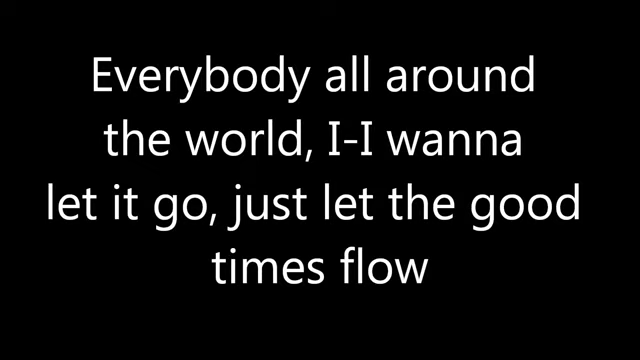 Everybody all around
the world, I-I wanna
let it go, just let the good
times flow